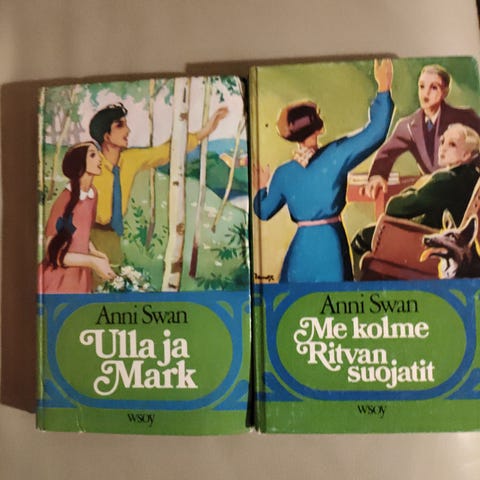 Anni Swan
Ulla ja
Mark
wsoy
Anni Swan
Me kolme
Ritvan
suojatit
wsoy